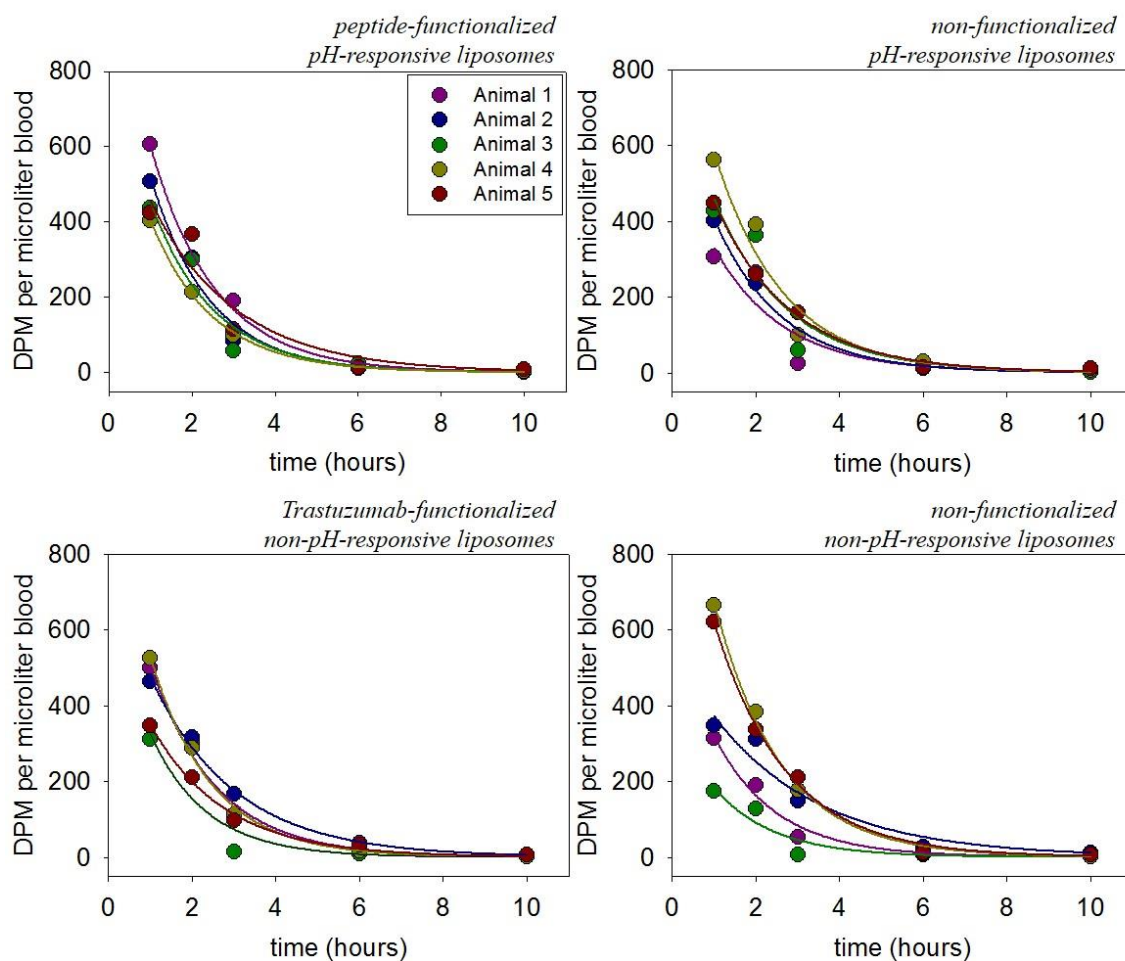 peptide-functionalized
pH-responsive liposomes
800
600
400
200
0
DPM per microliter blood
Animal 1
Animal 2
Animal 3
Animal 4
Animal 5
0 2 4 6 8 10
time (hours)
non-functionalized
pH-responsive liposomes
800
600
400
200
0
DPM per microliter blood
0 2 4 6 8 10
time (hours)
Trastuzumab-functionalized
non-pH-responsive liposomes
800
600
400
200
0
DPM per microliter blood
0 2 4 6 8 10
time (hours)
non-functionalized
non-pH-responsive liposomes
800
600
400
200
0
DPM per microliter blood
0 2 4 6 8 10
time (hours)